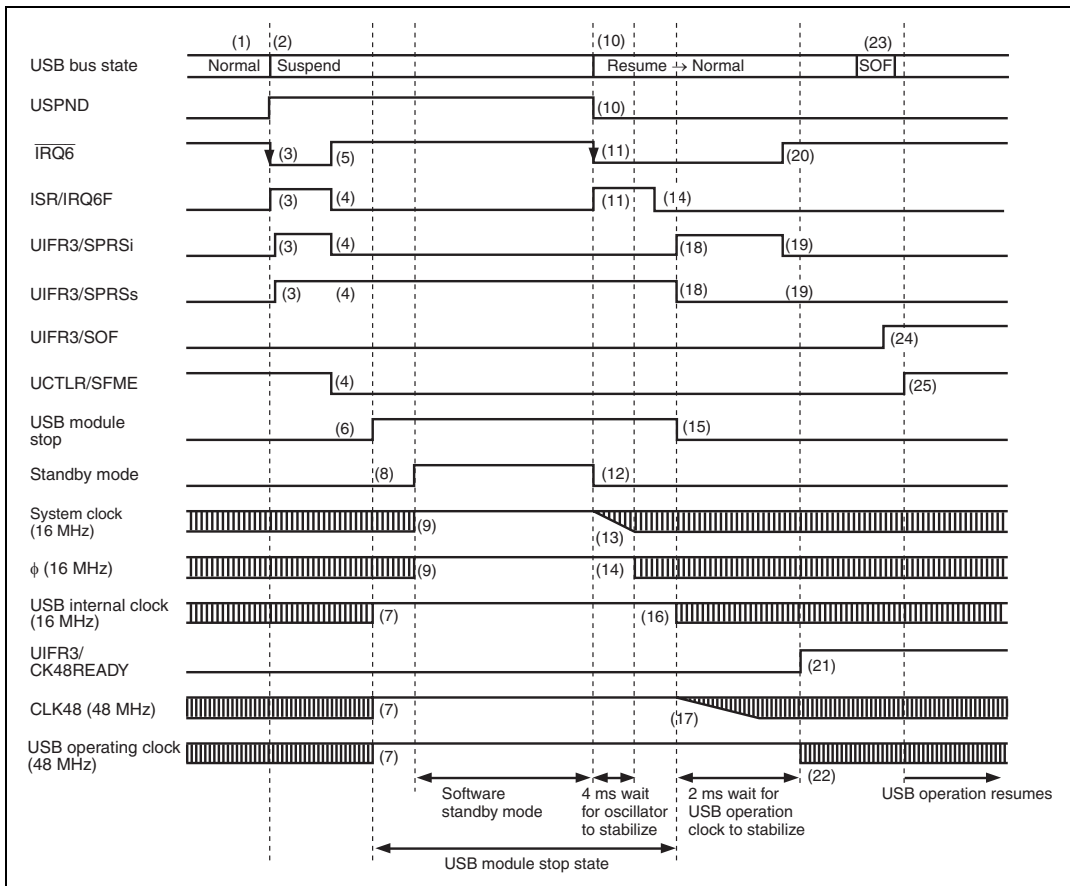 (1) (2) (10) (23)
USB bus state Normal Suspend Resume → Normal SOF
USPND (10)
IRQ6 (3) (5) (11) (20)
ISR/IRQ6F (3) (4) (11) (14)
UIFR3/SPRSi (3) (4) (18) (19)
UIFR3/SPRSs (3) (4) (18) (19)
UIFR3/SOF (24)
UCTLR/SFME (4) (25)
USB module
stop (6) (15)
Standby mode (8) (12)
System clock
(16 MHz) (9) (13)
φ (16 MHz) (9) (14)
USB internal clock
(16 MHz) (7) (16)
UIFR3/
CK48READY (21)
CLK48 (48 MHz) (7) (17)
USB operating clock
(48 MHz) (7) (22)
Software
standby mode
4 ms wait
for oscillator
to stabilize
2 ms wait for
USB operation
clock to stabilize
USB operation resumes
USB module stop state